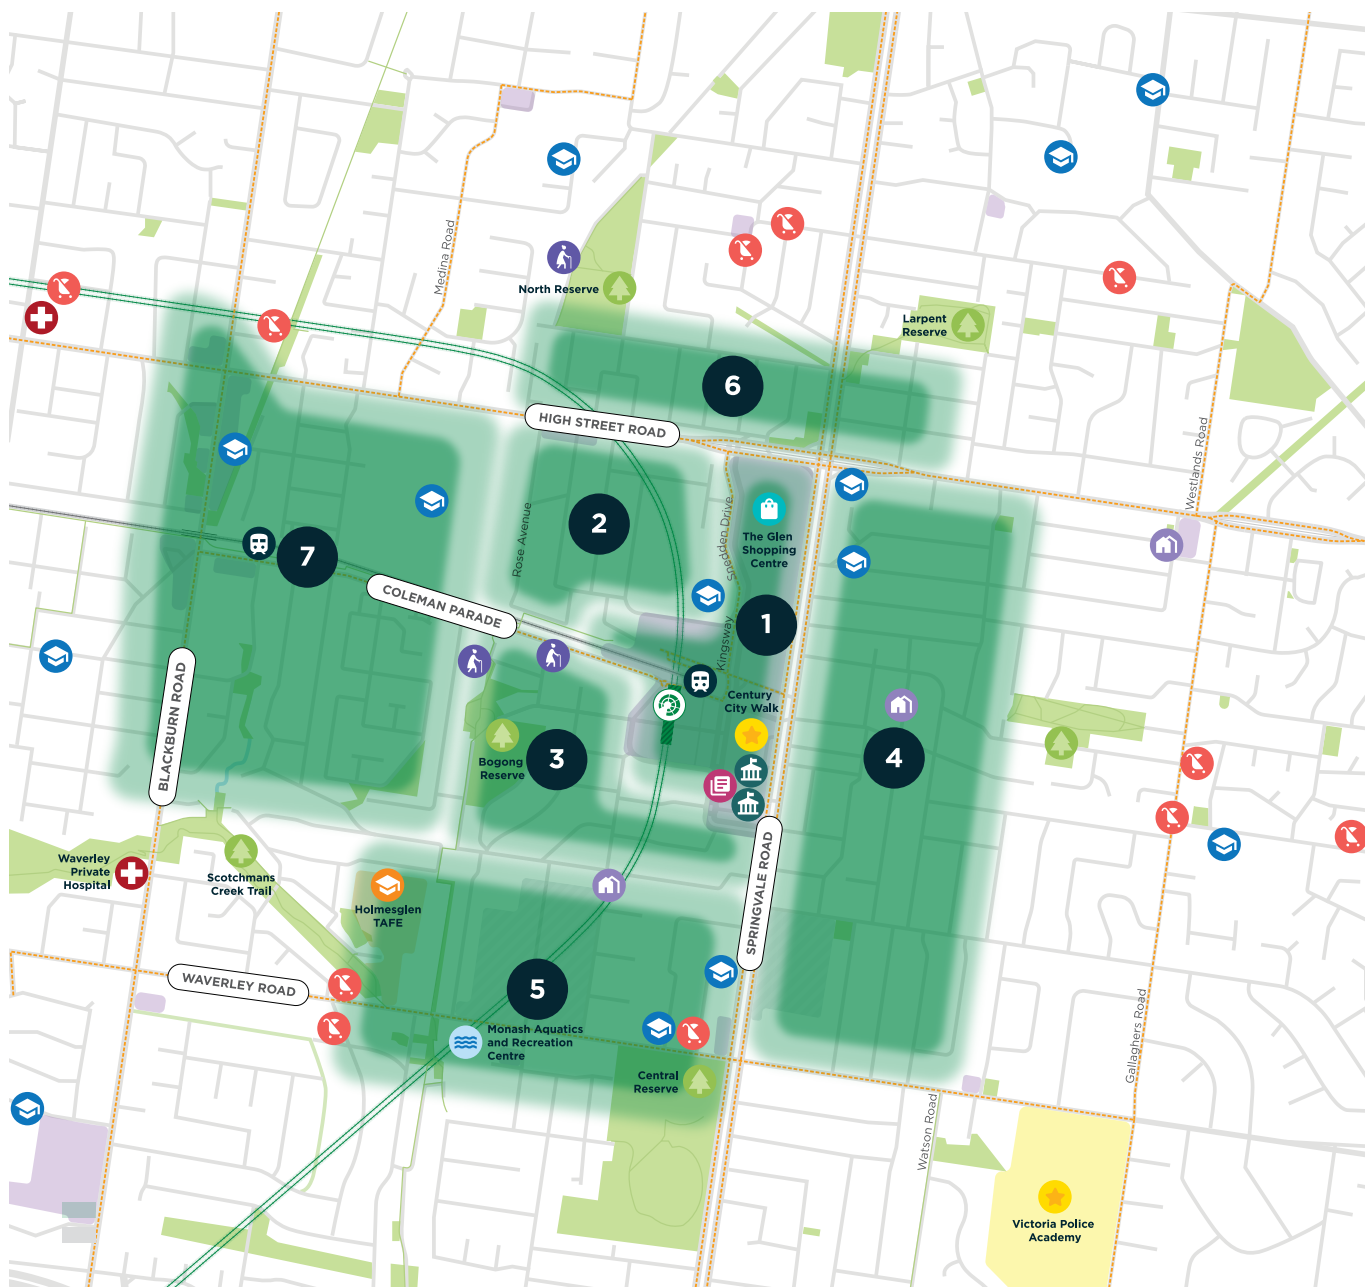 Medina Road
North Reserve
Larpent
Reserve
6
HIGH STREET ROAD
Westlands Road
2
Rose Avenue
Snedden Drive
The Glen
Shopping
Centre
7
COLEMAN PARADE
1
Kingsway
Century
City Walk
BLACKBURN ROAD
Bogong
Reserve
3
4
Waverley
Private
Hospital
Scotchmans
Creek Trail
Holmesglen
TAFE
SPRINGVALE ROAD
WAVERLEY ROAD
5
Monash Aquatics
and Recreation
Centre
Central
Reserve
Gallaghers Road
Watson Road
Victoria Police
Academy